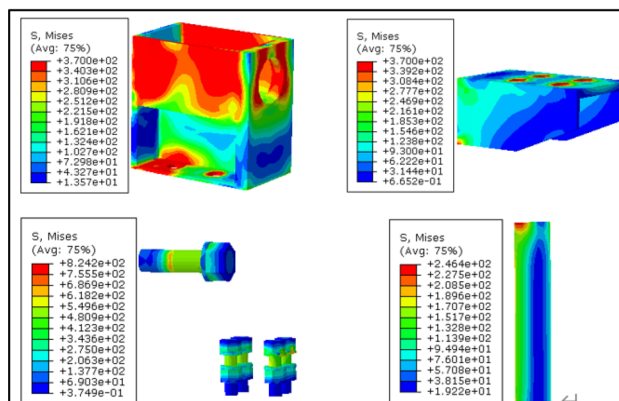 S, Mises
(Avg: 75%)
+3.700e+02
+3.403e+02
+3.106e+02
+2.809e+02
+2.512e+02
+2.215e+02
+1.918e+02
+1.621e+02
+1.324e+02
+1.027e+02
+7.298e+01
+4.327e+01
+1.357e+01
S, Mises
(Avg: 75%)
+3.700e+02
+3.392e+02
+3.084e+02
+2.777e+02
+2.469e+02
+2.161e+02
+1.853e+02
+1.546e+02
+1.238e+02
+9.300e+01
+6.222e+01
+3.144e+01
+6.652e-01
S, Mises
(Avg: 75%)
+8.242e+02
+7.555e+02
+6.869e+02
+6.182e+02
+5.496e+02
+4.809e+02
+4.123e+02
+3.436e+02
+2.750e+02
+2.063e+02
+1.377e+02
+6.903e+01
+3.749e-01
S, Mises
(Avg: 75%)
+2.464e+02
+2.275e+02
+2.085e+02
+1.896e+02
+1.707e+02
+1.517e+02
+1.328e+02
+1.139e+02
+9.494e+01
+7.601e+01
+5.708e+01
+3.815e+01
+1.922e+01